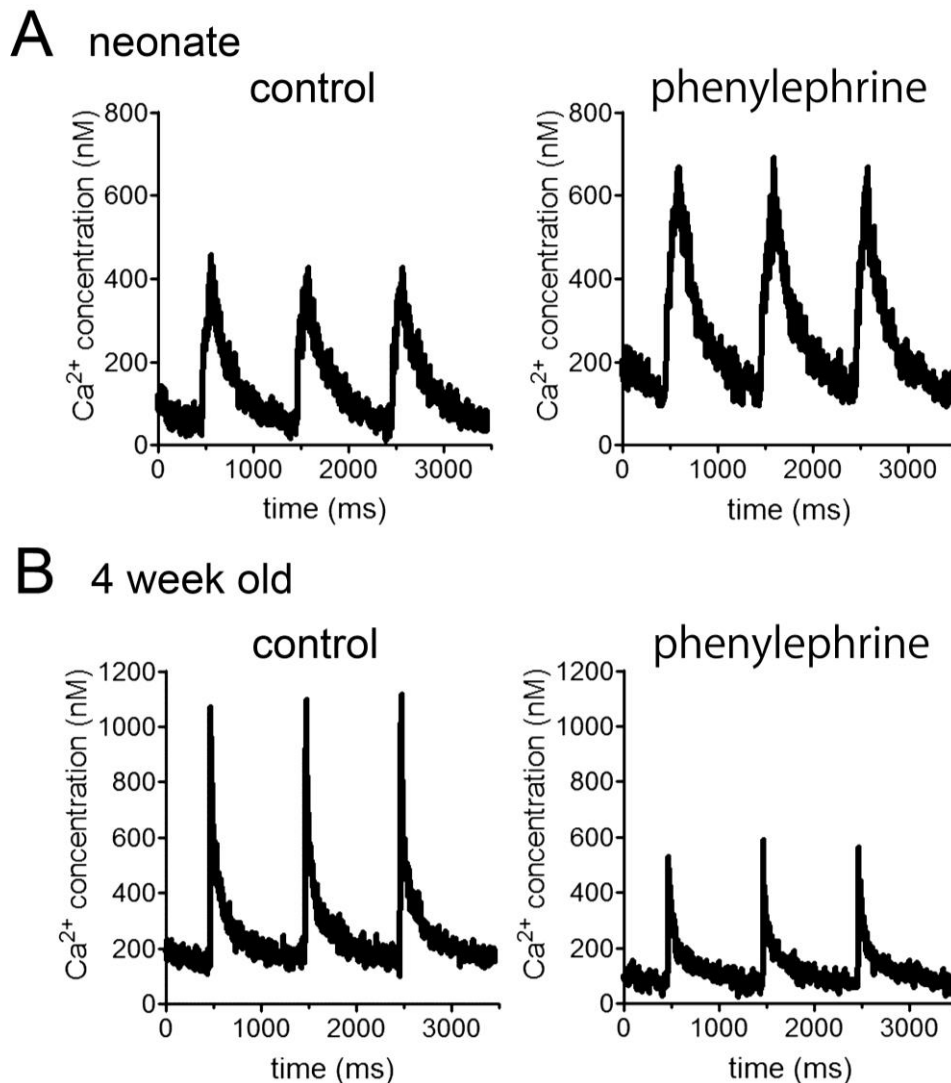 A neonate
control
phenylephrine
Ca²⁺ concentration (nM)
800
600
400
200
0
0 1000 2000 3000
time (ms)
Ca²⁺ concentration (nM)
800
600
400
200
0
0 1000 2000 3000
time (ms)
B 4 week old
control
phenylephrine
Ca²⁺ concentration (nM)
1200
1000
800
600
400
200
0
0 1000 2000 3000
time (ms)
Ca²⁺ concentration (nM)
1200
1000
800
600
400
200
0
0 1000 2000 3000
time (ms)